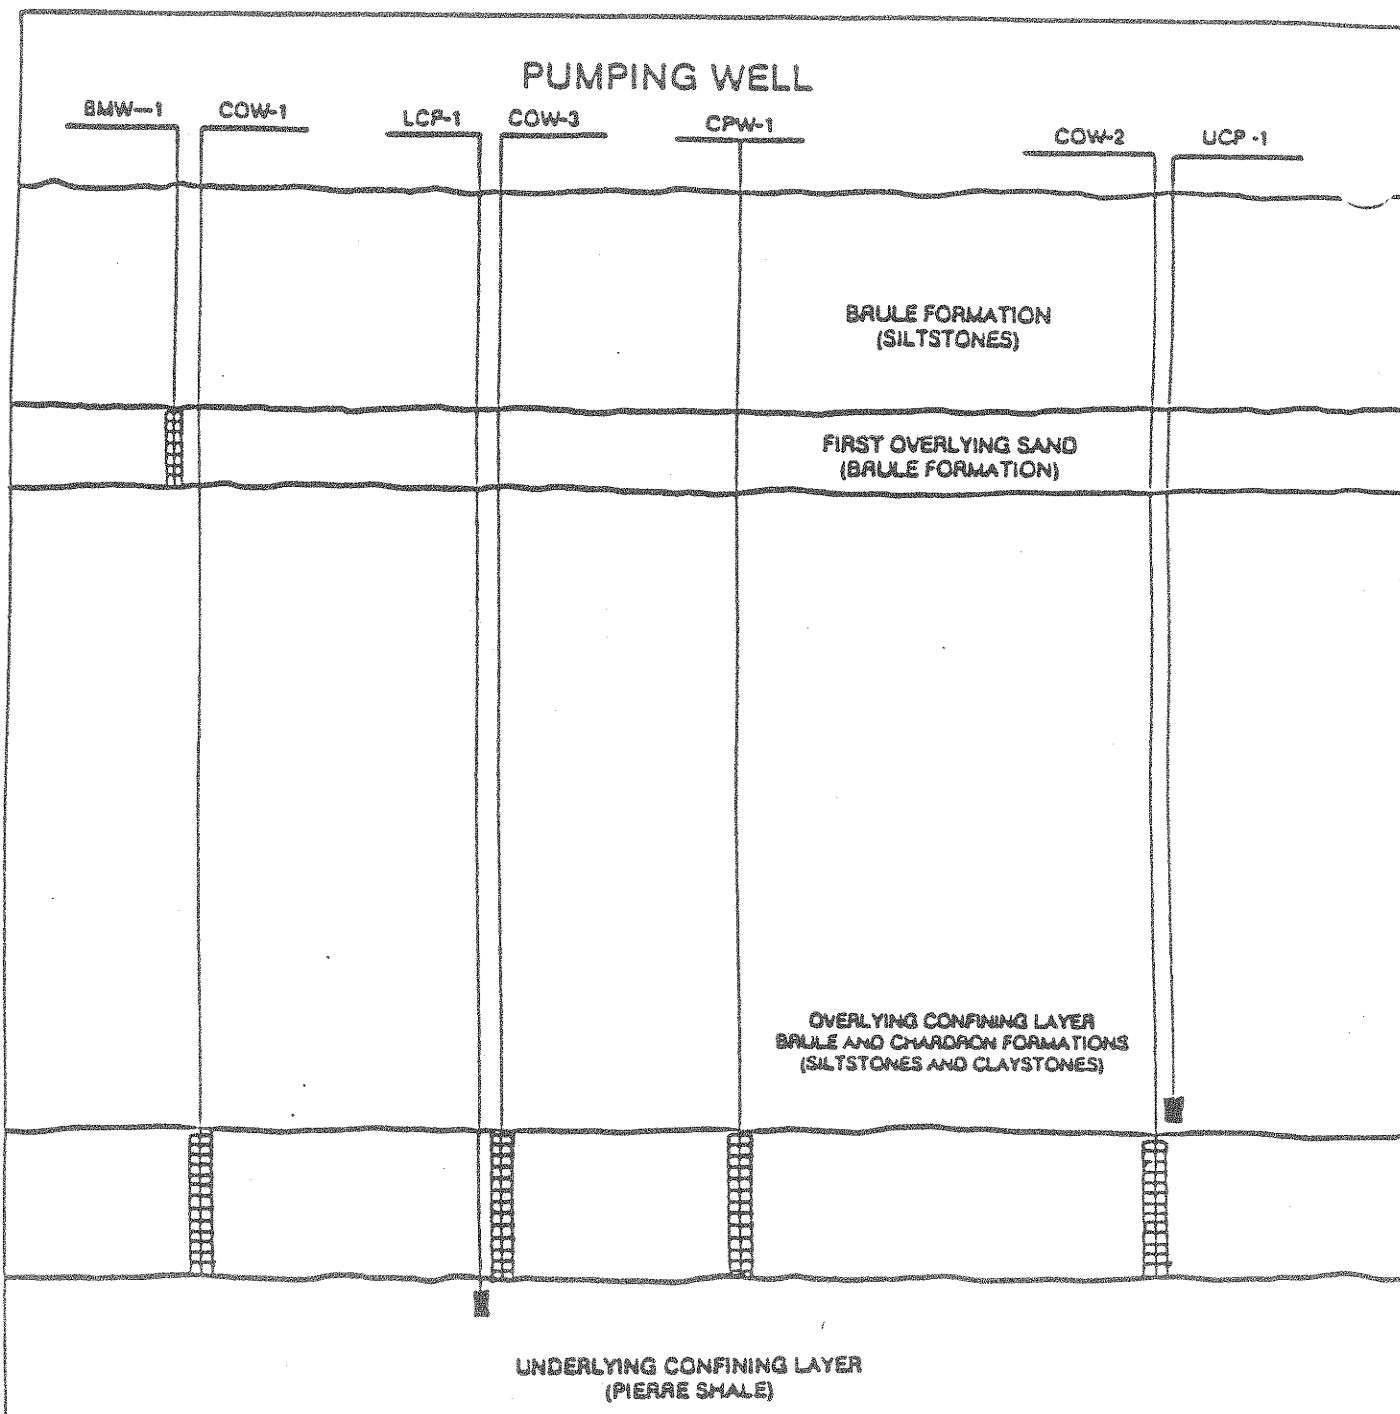 PUMPING WELL
BMW-1 COW-1 LCP-1 COW-3 CPW-1 COW-2 UCP-1
BRULE FORMATION
(SILTSTONES)
FIRST OVERLYING SAND
(BRULE FORMATION)
OVERLYING CONFINING LAYER
BRULE AND CHARDRON FORMATIONS
(SILTSTONES AND CLAYSTONES)
UNDERLYING CONFINING LAYER
(PIERRE SHALE)